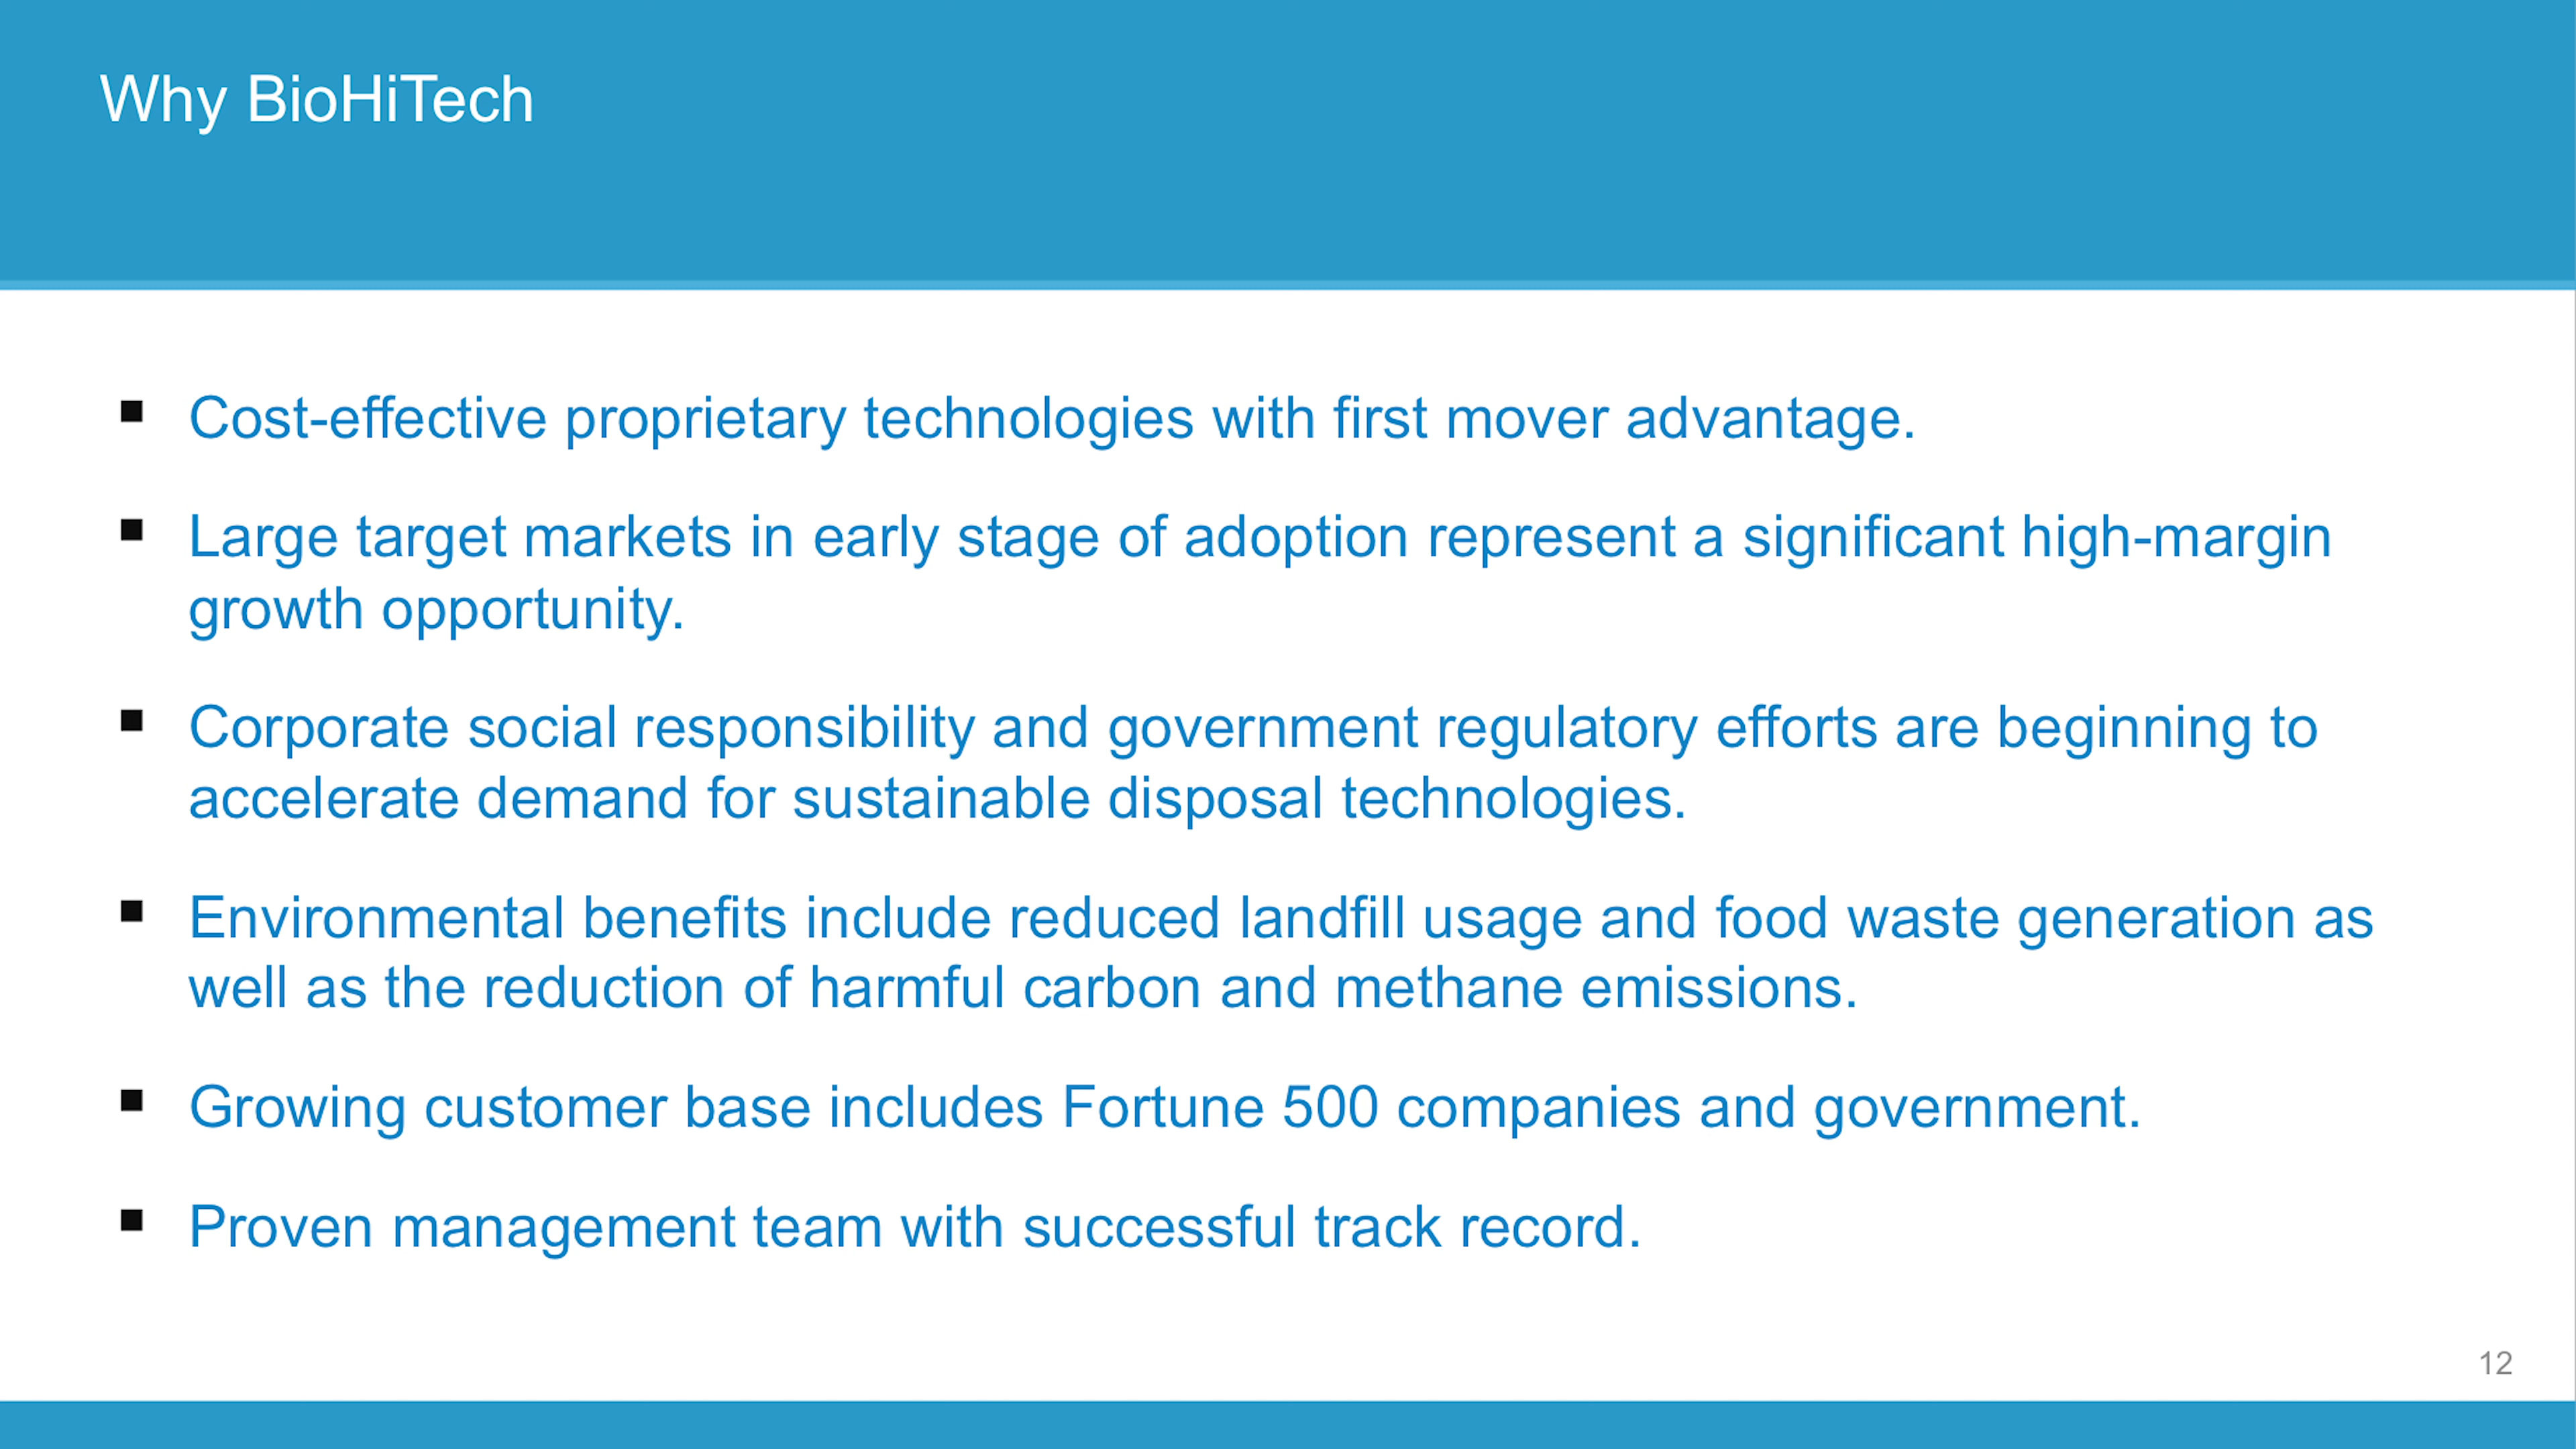 Why BioHiTech
▪ Cost-effective proprietary technologies with first mover advantage.
▪ Large target markets in early stage of adoption represent a significant high-margin
growth opportunity.
▪ Corporate social responsibility and government regulatory efforts are beginning to
accelerate demand for sustainable disposal technologies.
▪ Environmental benefits include reduced landfill usage and food waste generation as
well as the reduction of harmful carbon and methane emissions.
▪ Growing customer base includes Fortune 500 companies and government.
▪ Proven management team with successful track record.
12